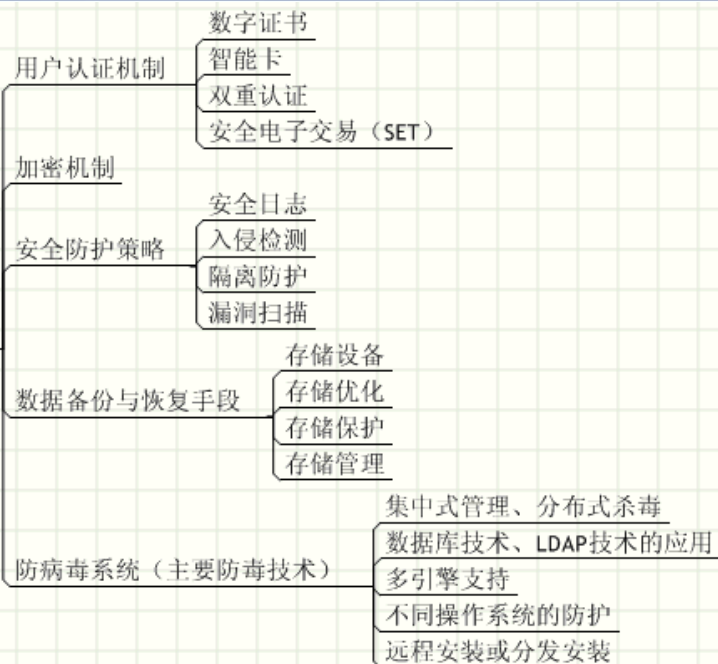 数字证书
用户认证机制
智能卡
双重认证
安全电子交易（SET）
加密机制
安全日志
安全防护策略
入侵检测
隔离防护
漏洞扫描
存储设备
数据备份与恢复手段
存储优化
存储保护
存储管理
集中式管理、分布式杀毒
数据库技术、LDAP技术的应用
防病毒系统（主要防毒技术）
多引擎支持
不同操作系统的防护
远程安装或分发安装